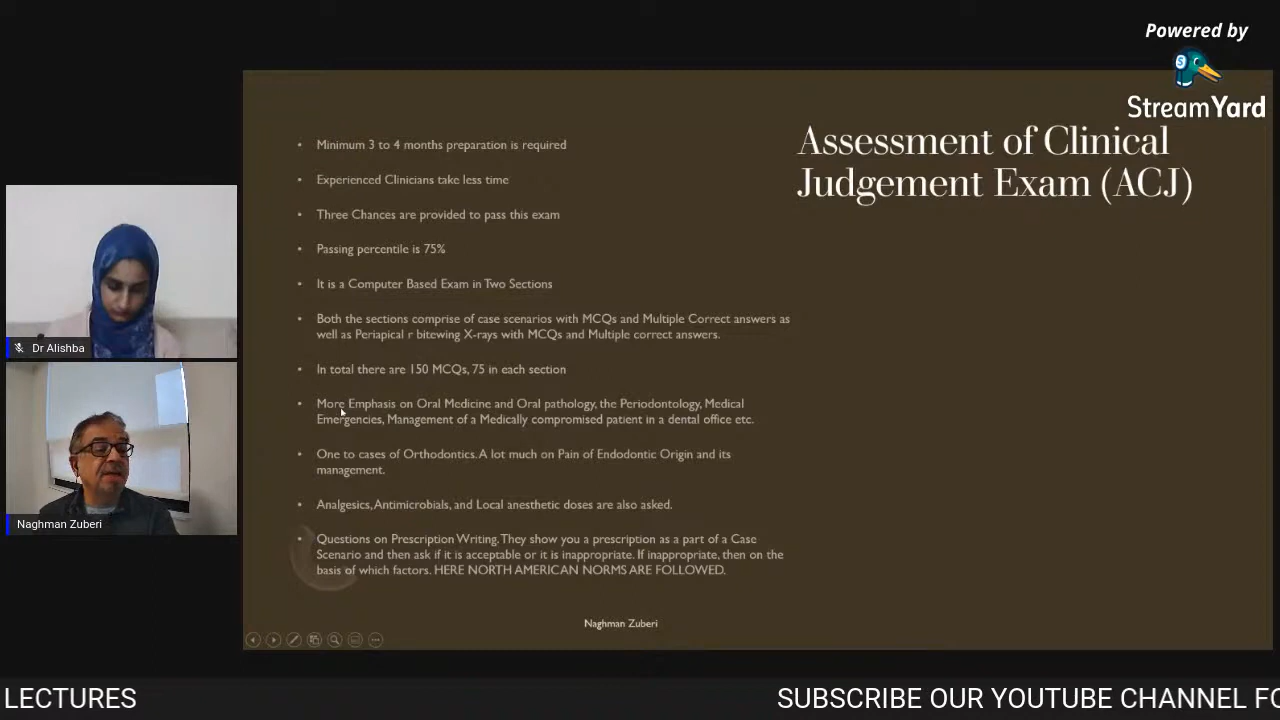 Powered by
StreamYard
Assessment of Clinical
Judgement Exam (ACJ)
• Minimum 3 to 4 months preparation is required
• Experienced Clinicians take less time
• Three Chances are provided to pass this exam
• Passing percentile is 75%
• It is a Computer Based Exam in Two Sections
• Both the sections comprise of case scenarios with MCQs and Multiple Correct answers as
well as Periapical r bitewing X-rays with MCQs and Multiple correct answers.
• In total there are 150 MCQs, 75 in each section
• More Emphasis on Oral Medicine and Oral pathology, the Periodontology, Medical
Emergencies, Management of a Medically compromised patient in a dental office etc.
• One to cases of Orthodontics. A lot much on Pain of Endodontic Origin and its
management.
• Analgesics, Antimicrobials, and Local anesthetic doses are also asked.
• Questions on Prescription Writing. They show you a prescription as a part of a Case
Scenario and then ask if it is acceptable or it is inappropriate. If inappropriate, then on the
basis of which factors. HERE NORTH AMERICAN NORMS ARE FOLLOWED.
Naghman Zuberi
Dr Alishba
Naghman Zuberi
LECTURES
SUBSCRIBE OUR YOUTUBE CHANNEL FO